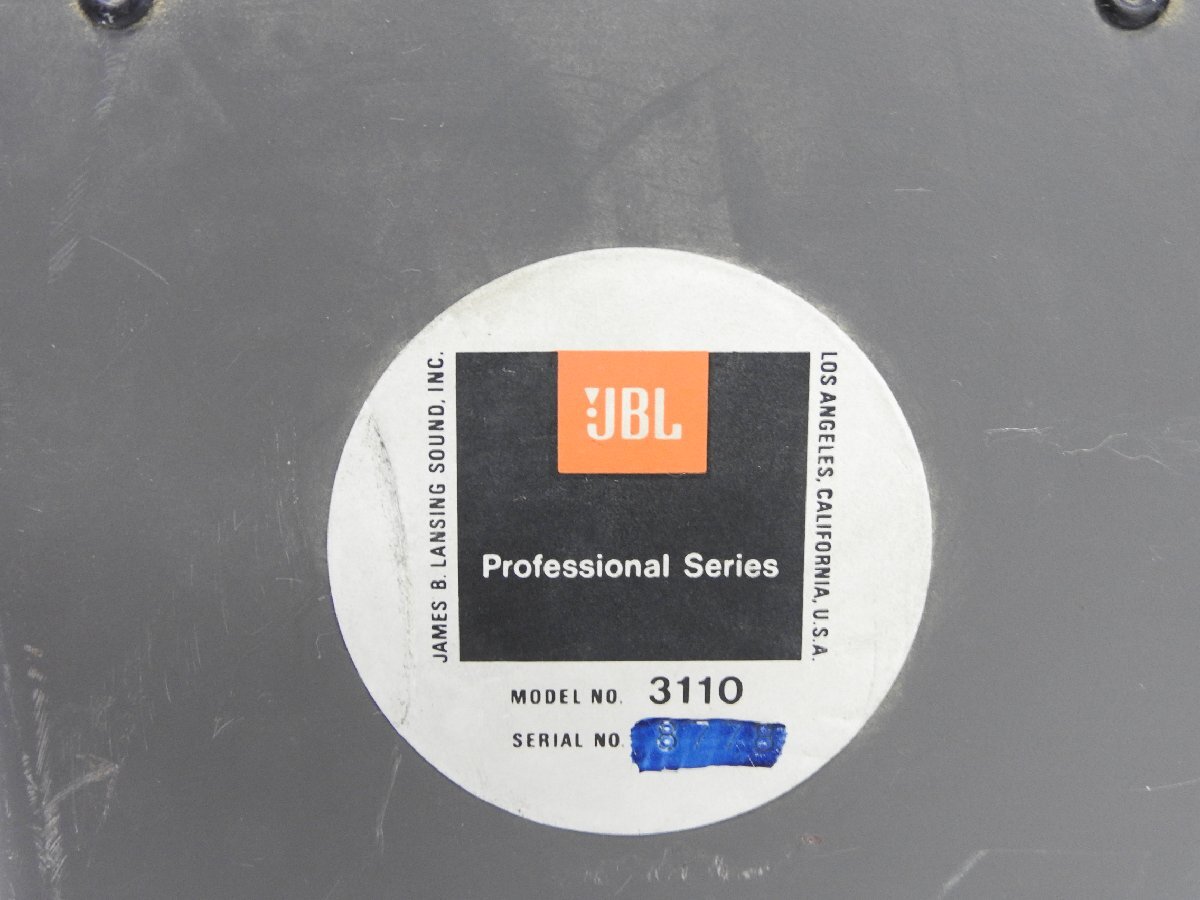 JBL
Professional Series
JAMES B. LANSING SOUND, INC.
LOS ANGELES, CALIFORNIA, U.S.A.
MODEL NO. 3110
SERIAL NO.